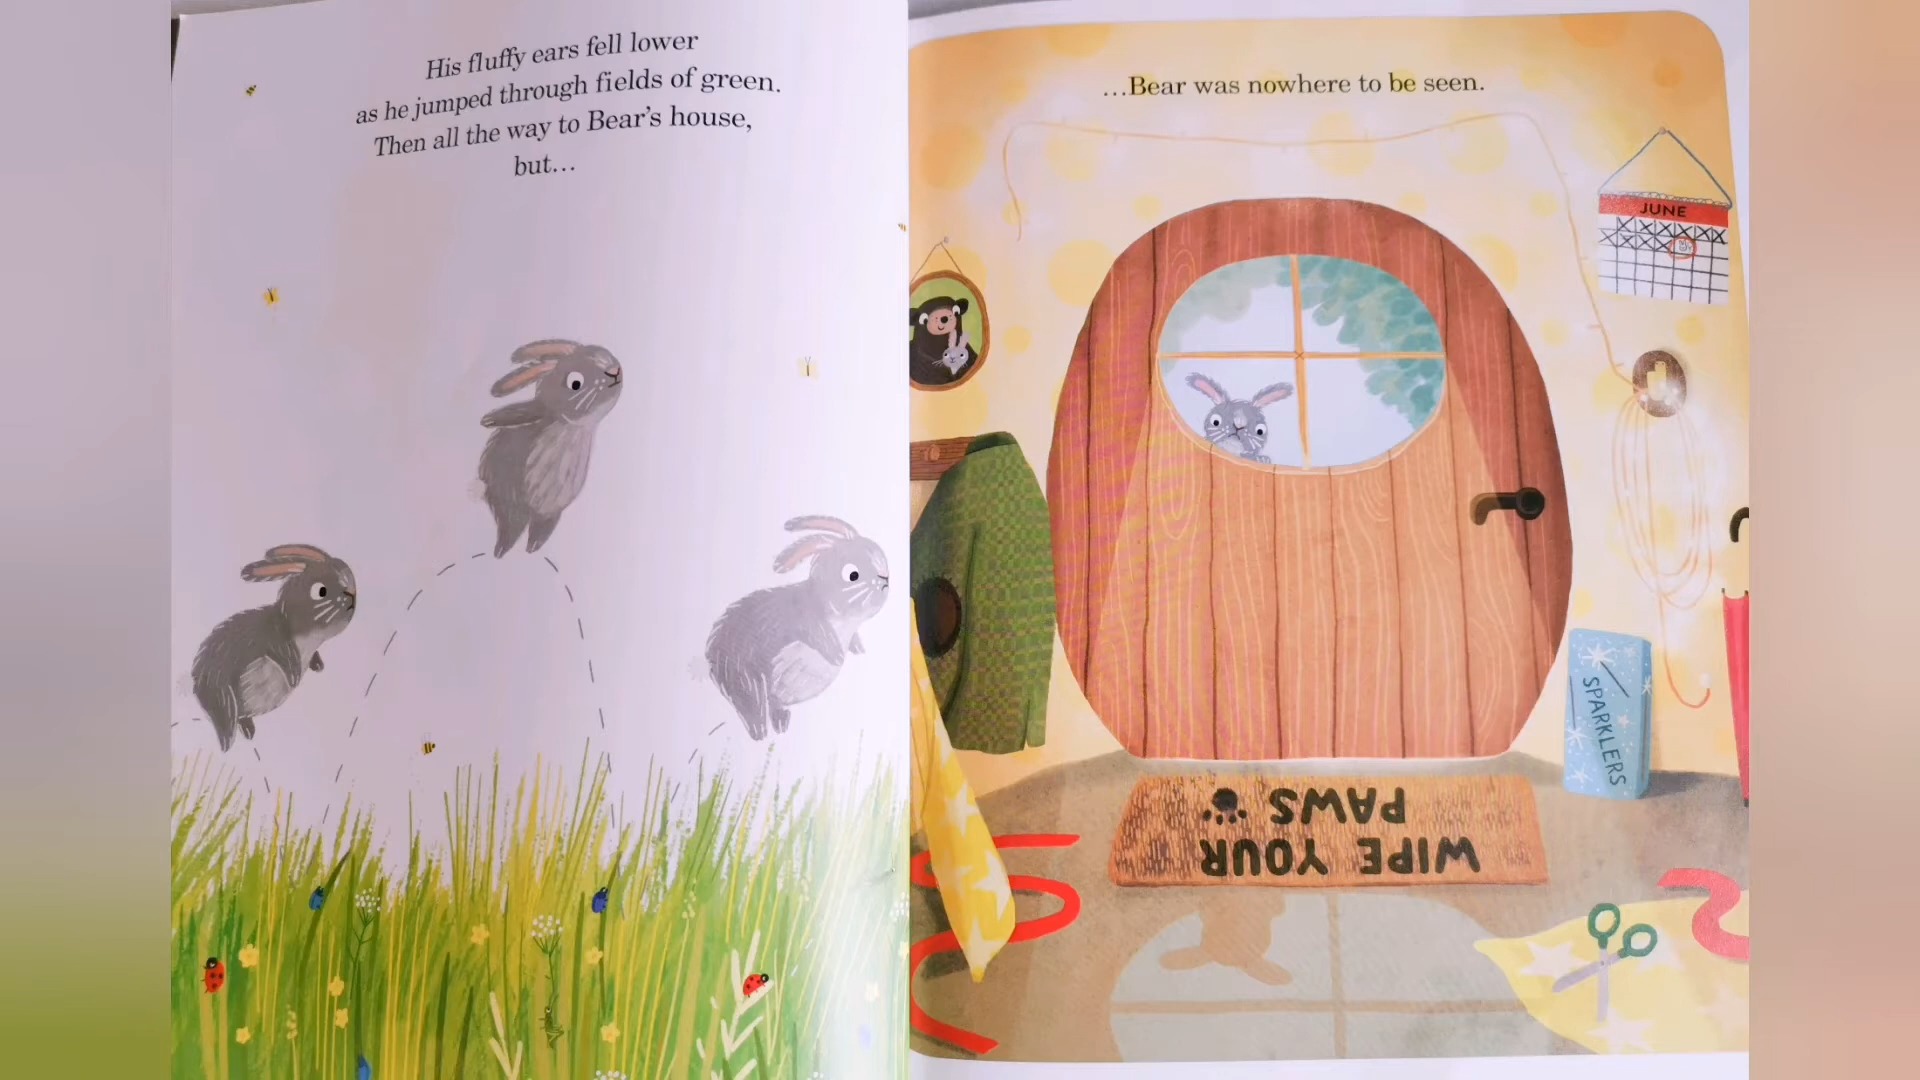 His fluffy ears fell lower
as he jumped through fields of green.
Then all the way to Bear's house,
but...
...Bear was nowhere to be seen.
JUNE
SPARKLERS
WIPE YOUR
PAWS